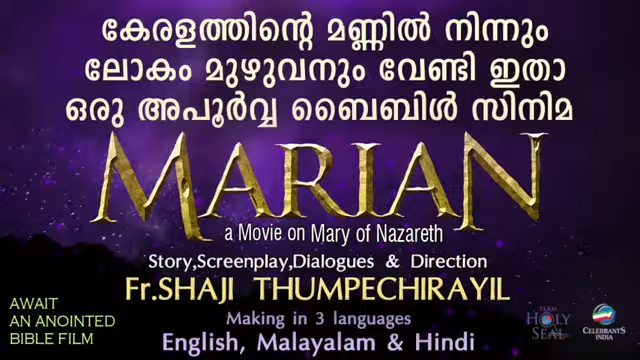 കേരളത്തിന്റെ മണ്ണിൽ നിന്നും
ലോകം മുഴുവനും വേണ്ടി ഇതാ
ഒരു അപൂർവ്വ ബൈബിൾ സിനിമ
MARIAN
a Movie on Mary of Nazareth
Story,Screenplay,Dialogues & Direction
Fr.SHAJI THUMPECHIRAYIL
Making in 3 languages
English, Malayalam & Hindi
AWAIT
AN ANOINTED
BIBLE FILM
TEAM
HOLY
SEAL
CELEBRANTS
INDIA